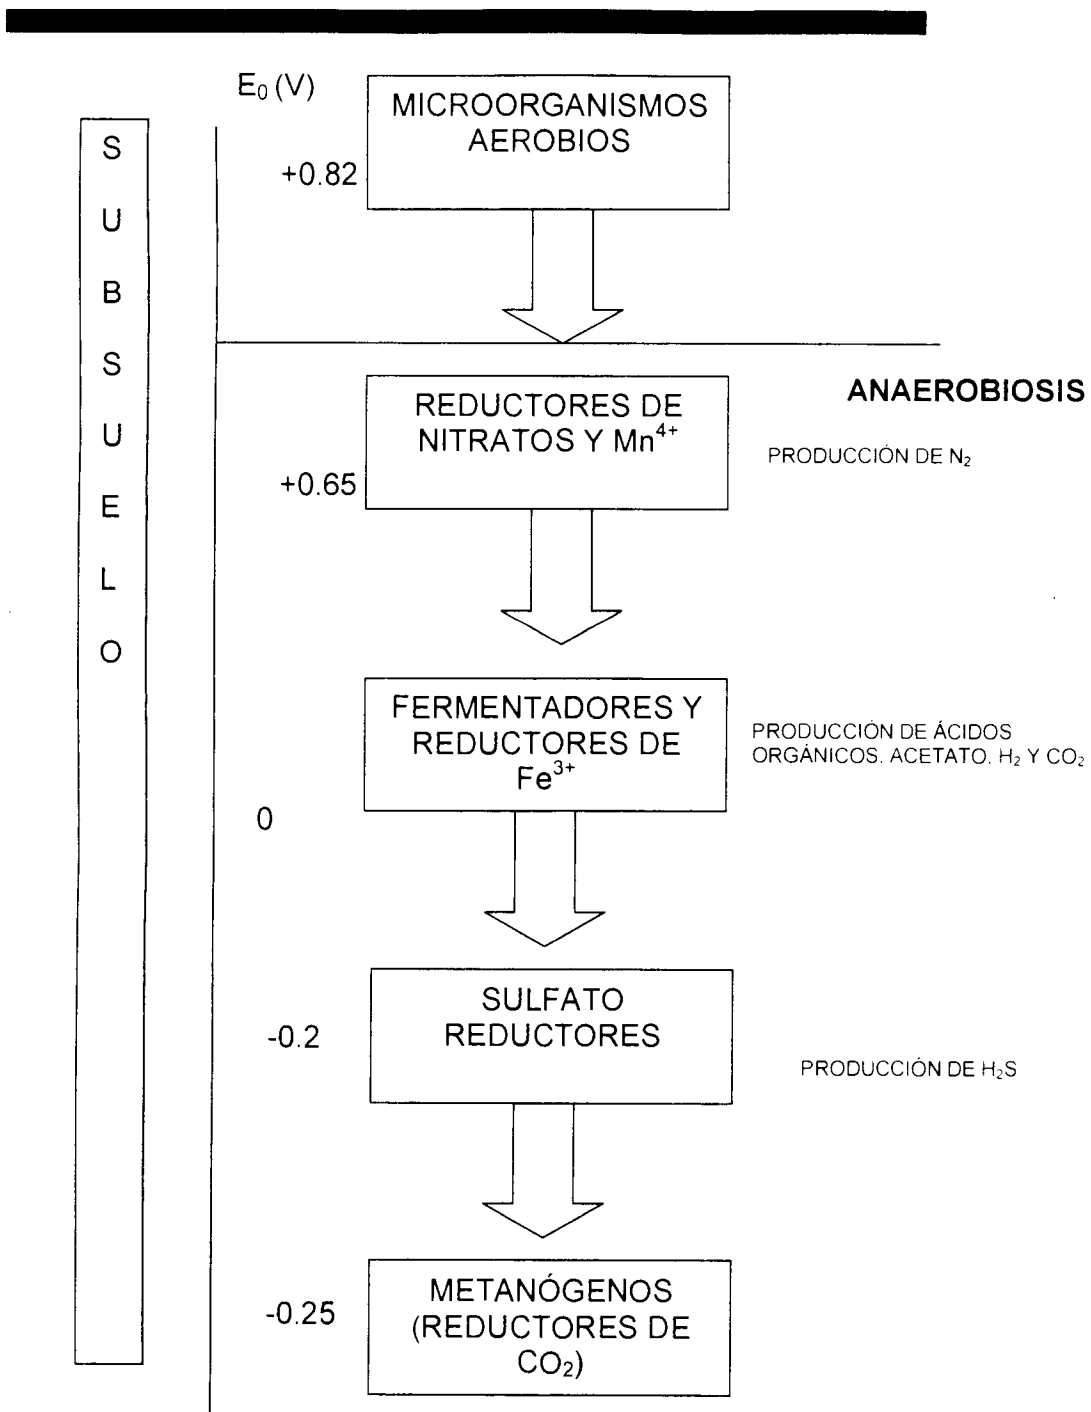 E₀ (V)
MICROORGANISMOS
AEROBIOS
+0.82
S
U
B
S
U
E
L
O
ANAEROBIOSIS
REDUCTORES DE
NITRATOS Y Mn⁴⁺
+0.65
PRODUCCIÓN DE N₂
FERMENTADORES Y
REDUCTORES DE
Fe³⁺
0
PRODUCCIÓN DE ÁCIDOS
ORGÁNICOS. ACETATO. H₂ Y CO₂
SULFATO
REDUCTORES
-0.2
PRODUCCIÓN DE H₂S
METANÓGENOS
(REDUCTORES DE
CO₂)
-0.25